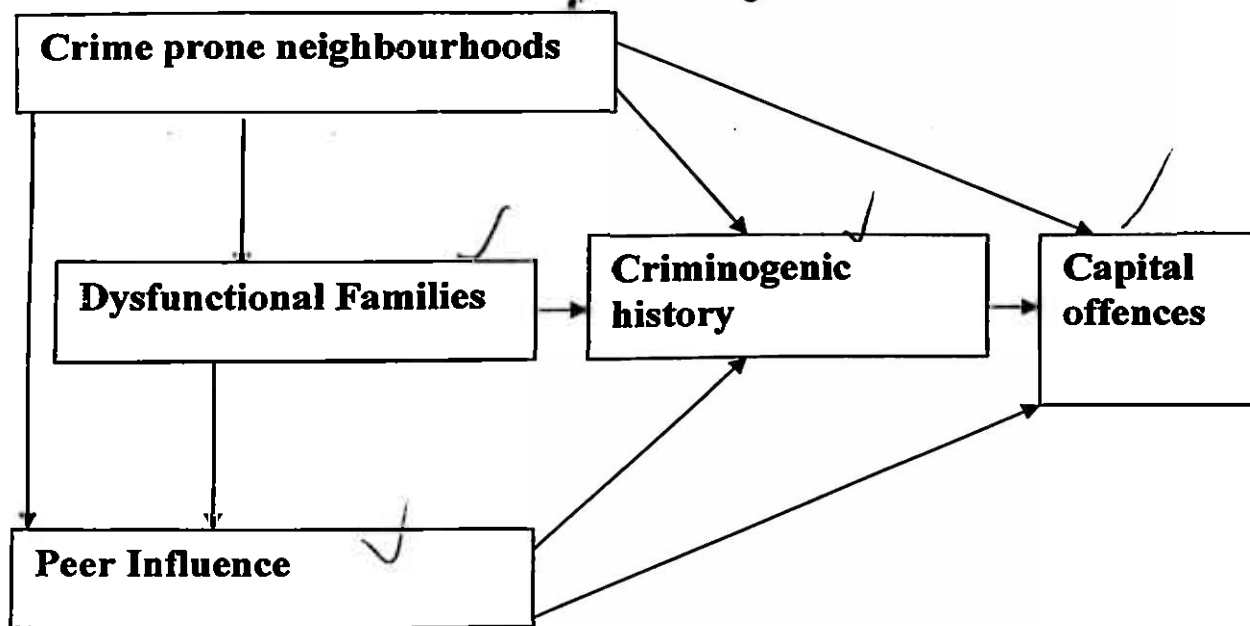 Crime prone neighbourhoods
Dysfunctional Families
Criminogenic
history
Capital
offences
Peer Influence